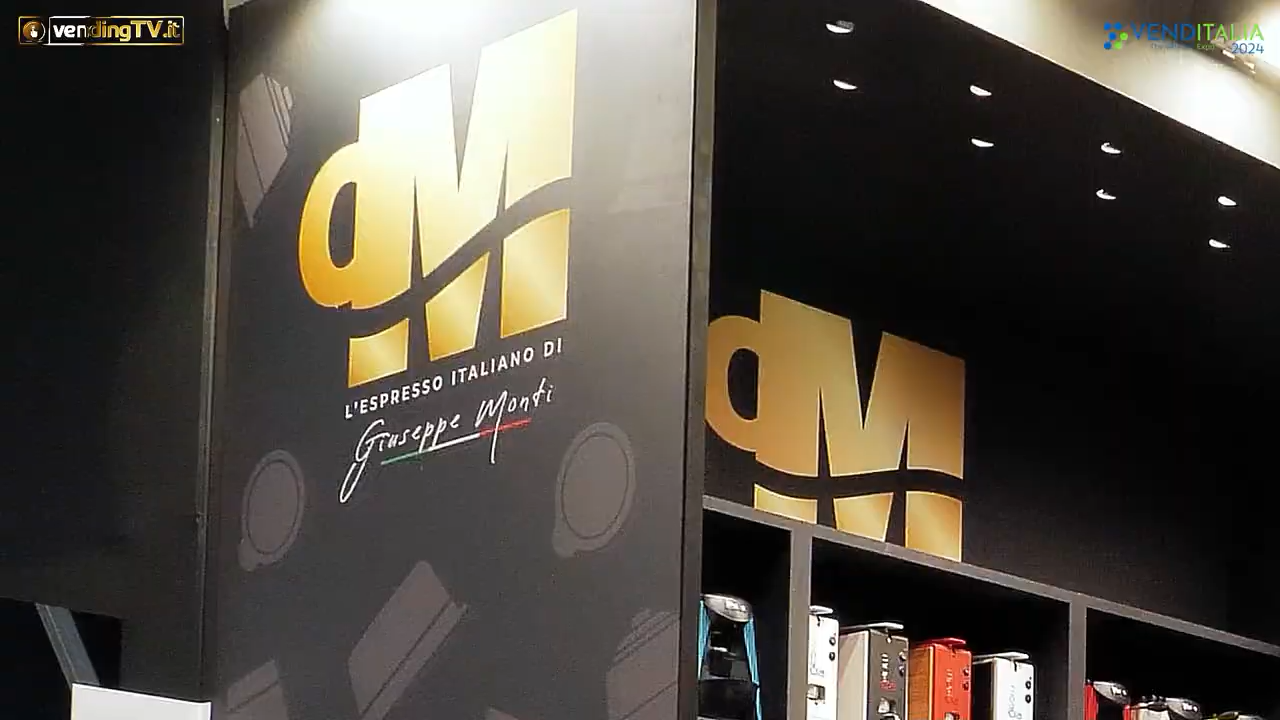 vendingTV.it
VENDITALIA
2024
dM
L'ESPRESSO ITALIANO DI
Giuseppe Monti
dM